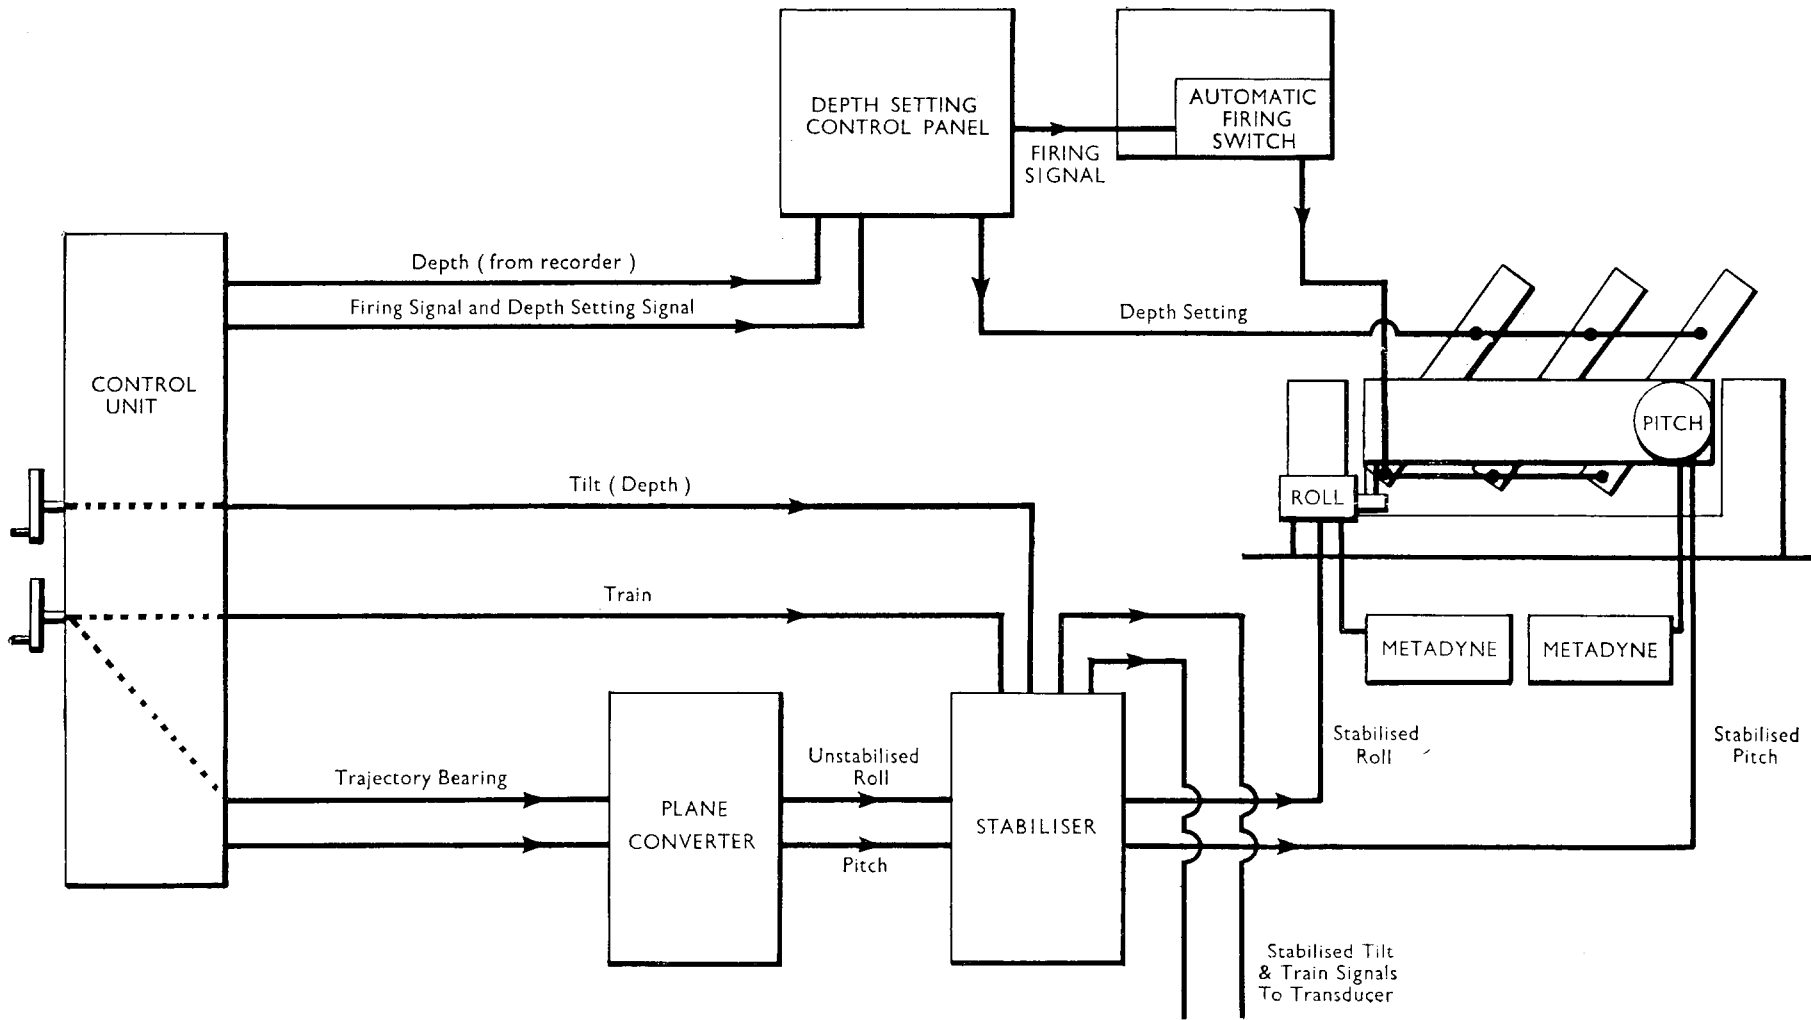 DEPTH SETTING
CONTROL PANEL
AUTOMATIC
FIRING
SWITCH
FIRING
SIGNAL
Depth ( from recorder )
Firing Signal and Depth Setting Signal
Depth Setting
CONTROL
UNIT
PITCH
ROLL
Tilt ( Depth )
Train
METADYNE
METADYNE
Stabilised
Roll
Stabilised
Pitch
Trajectory Bearing
Unstabilised
Roll
PLANE
CONVERTER
STABILISER
Pitch
Stabilised Tilt
& Train Signals
To Transducer